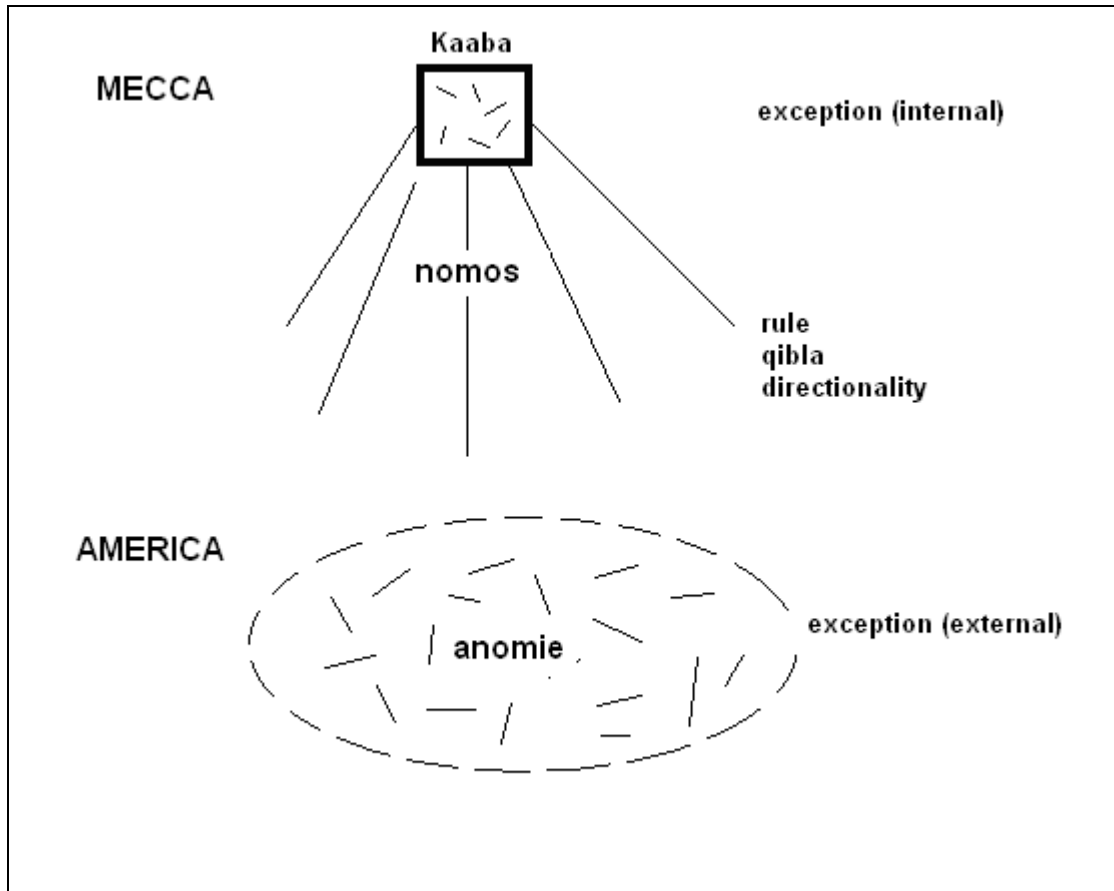 Kaaba
MECCA
exception (internal)
nomos
rule
qibla
directionality
AMERICA
exception (external)
anomie